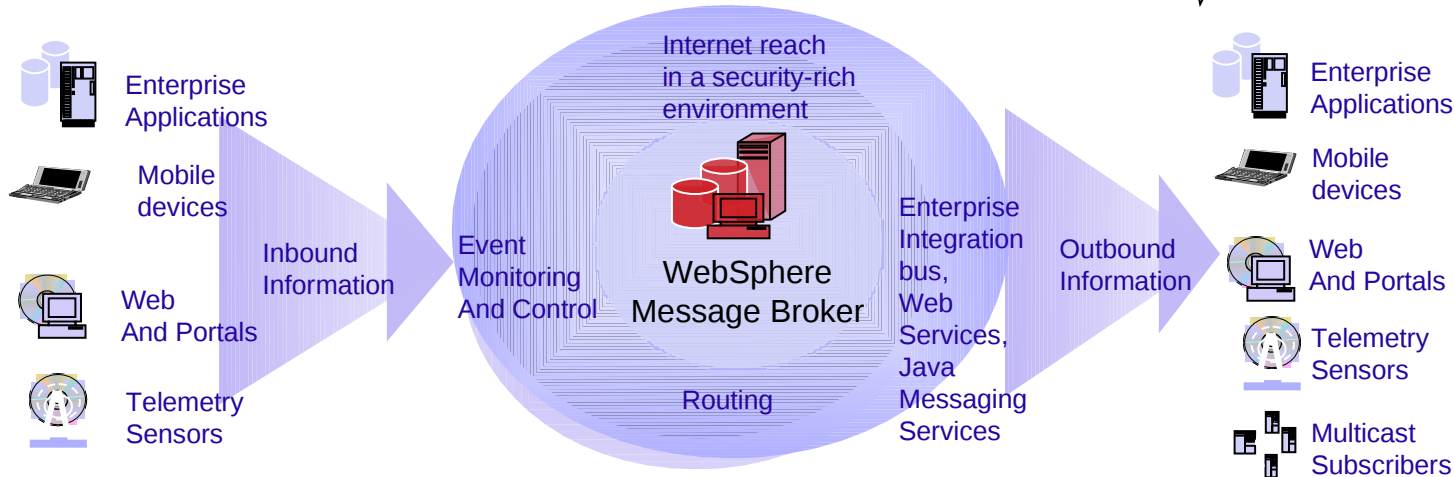 Enterprise
Applications
Mobile
devices
Web
And Portals
Telemetry
Sensors
Inbound
Information
Internet reach
in a security-rich
environment
Event
Monitoring
And Control
WebSphere
Message Broker
Routing
Enterprise
Integration
bus,
Web
Services,
Java
Messaging
Services
Outbound
Information
Enterprise
Applications
Mobile
devices
Web
And Portals
Telemetry
Sensors
Multicast
Subscribers